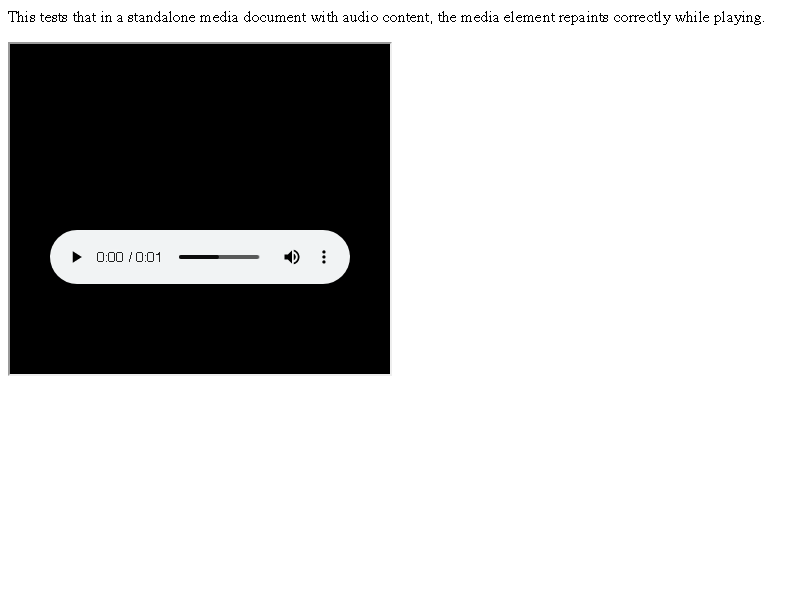 This tests that in a standalone media document with audio content, the media element repaints correctly while playing.
0:00 / 0:01